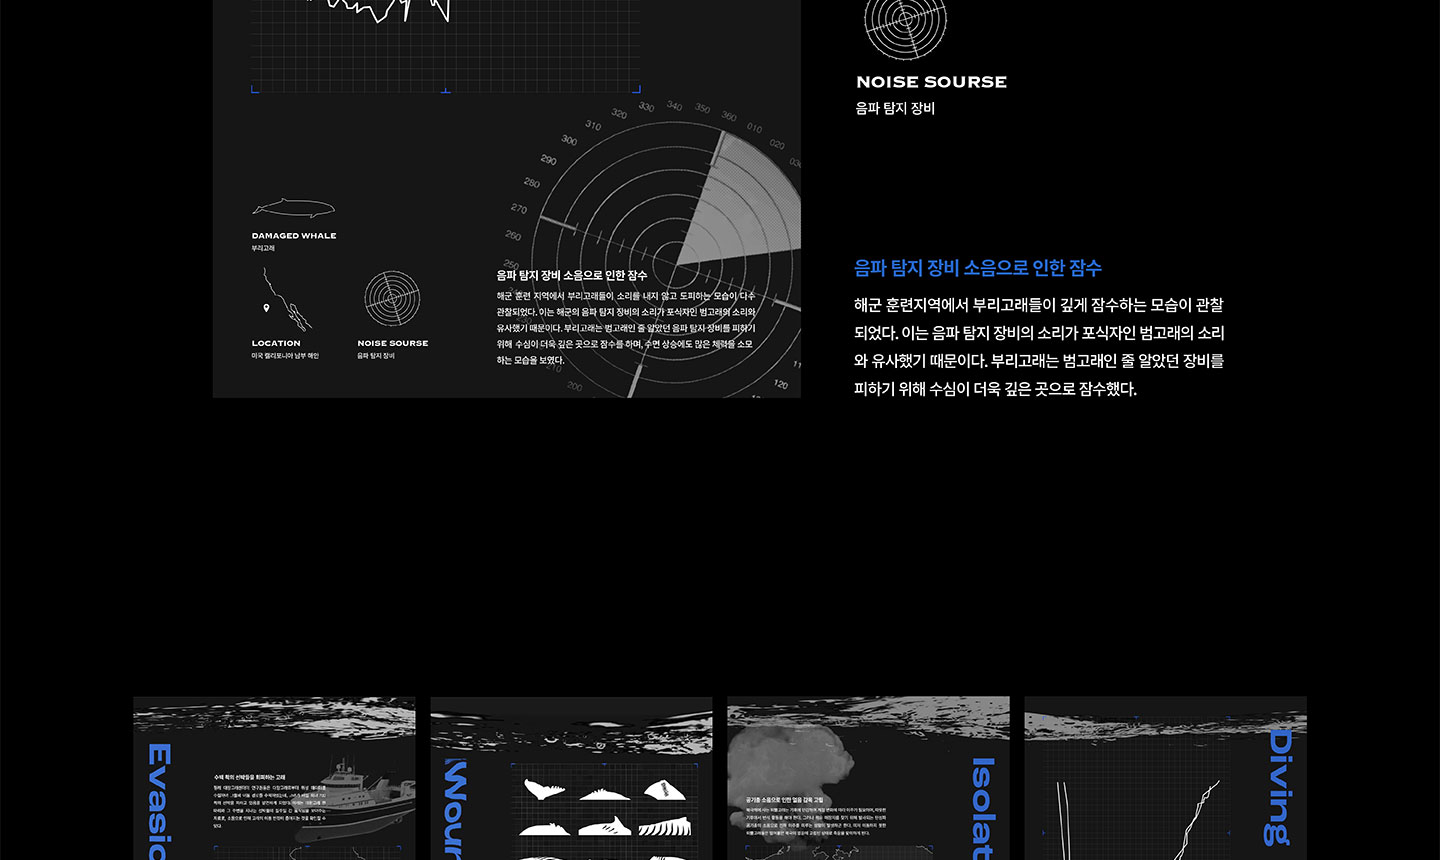 NOISE SOURSE
음파 탐지 장비
320
330
340
350
360
010
020
310
300
290
280
270
260
250
210
200
120
DAMAGED WHALE
부리고래
LOCATION
미국 캘리포니아 남부 해안
NOISE SOURSE
음파 탐지 장비
음파 탐지 장비 소음으로 인한 잠수
해군 훈련 지역에서 부리고래들이 소리를 내지 않고 도피하는 모습이 다수
관찰되었다. 이는 해군의 음파 탐지 장비의 소리가 포식자인 범고래의 소리와
유사했기 때문이다. 부리고래는 범고래인 줄 알았던 음파 탐지 장비를 피하기
위해 수심이 더욱 깊은 곳으로 잠수를 하며, 수면 상승에도 많은 체력을 소모
하는 모습을 보였다.
음파 탐지 장비 소음으로 인한 잠수
해군 훈련지역에서 부리고래들이 깊게 잠수하는 모습이 관찰
되었다. 이는 음파 탐지 장비의 소리가 포식자인 범고래의 소리
와 유사했기 때문이다. 부리고래는 범고래인 줄 알았던 장비를
피하기 위해 수심이 더욱 깊은 곳으로 잠수했다.
Evasio
수백 척의 선박들을 회피하는 고래
Woun
공기총 소음으로 인한 얼음 감옥 고립
Isolat
Diving